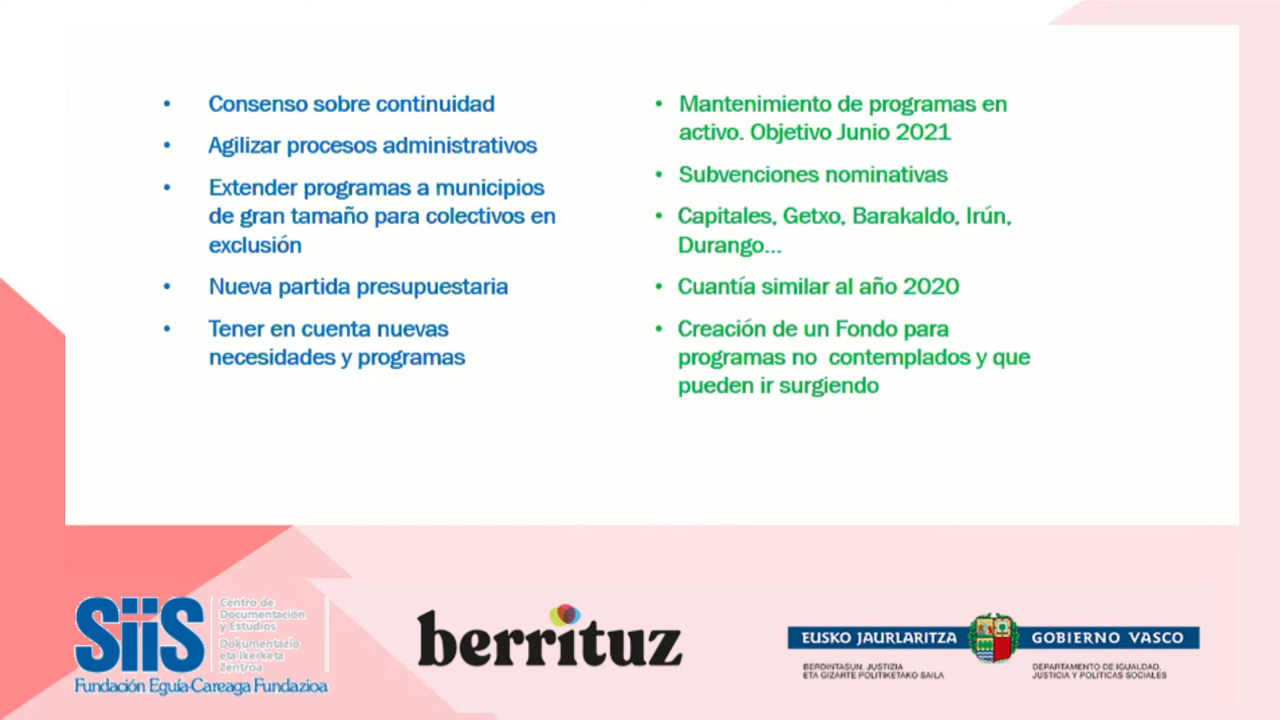 Consenso sobre continuidad
Agilizar procesos administrativos
Extender programas a municipios
de gran tamaño para colectivos en
exclusión
Nueva partida presupuestaria
Tener en cuenta nuevas
necesidades y programas
Mantenimiento de programas en
activo. Objetivo Junio 2021
Subvenciones nominativas
Capitales, Getxo, Barakaldo, Irún,
Durango...
Cuantía similar al año 2020
Creación de un Fondo para
programas no contemplados y que
pueden ir surgiendo
SiiS
Centro de
Documentación
y Estudios
Dokumentazio
eta Ikerketa
Zentroa
Fundación Eguía-Careaga Fundazioa
berrituz
EUSKO JAURLARITZA
GOBIERNO VASCO
BERDINTASUN, JUSTIZIA
ETA GIZARTE POLITIKETAKO SAILA
DEPARTAMENTO DE IGUALDAD,
JUSTICIA Y POLÍTICAS SOCIALES